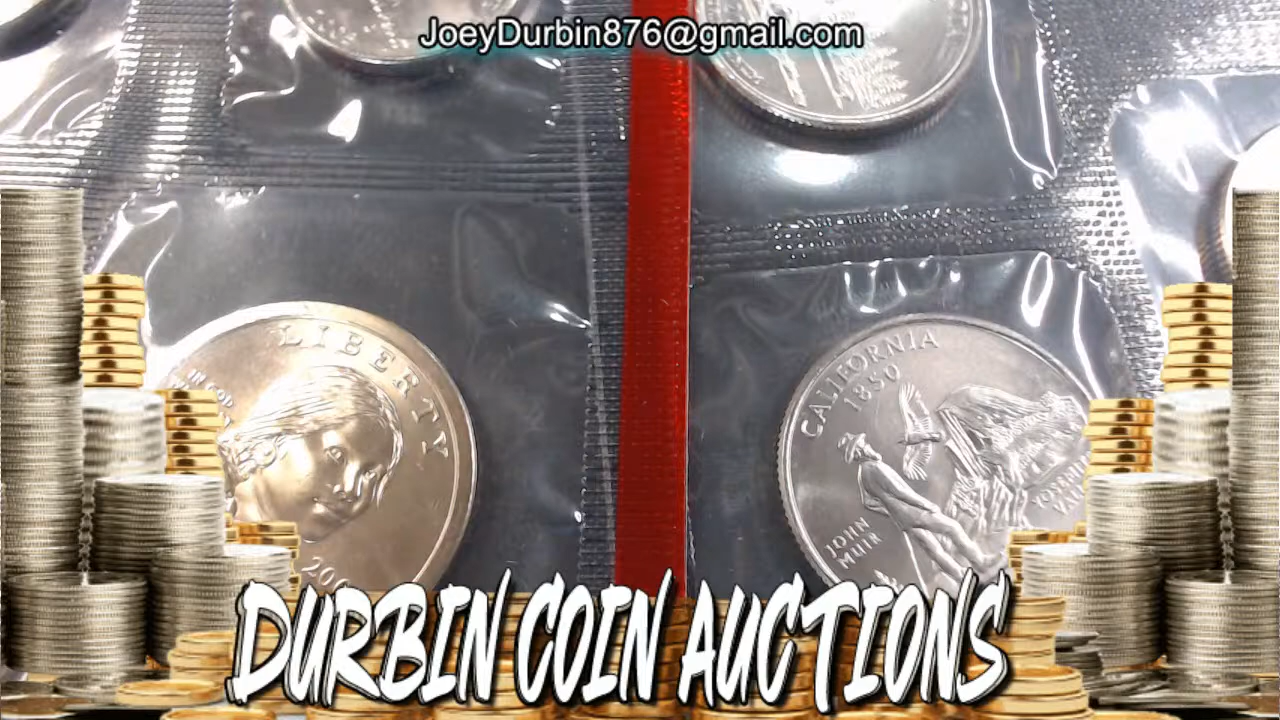 JoeyDurbin876@gmail.com
LIBERTY
CALIFORNIA
1850
JOHN
MUIR
DURBIN COIN AUCTIONS